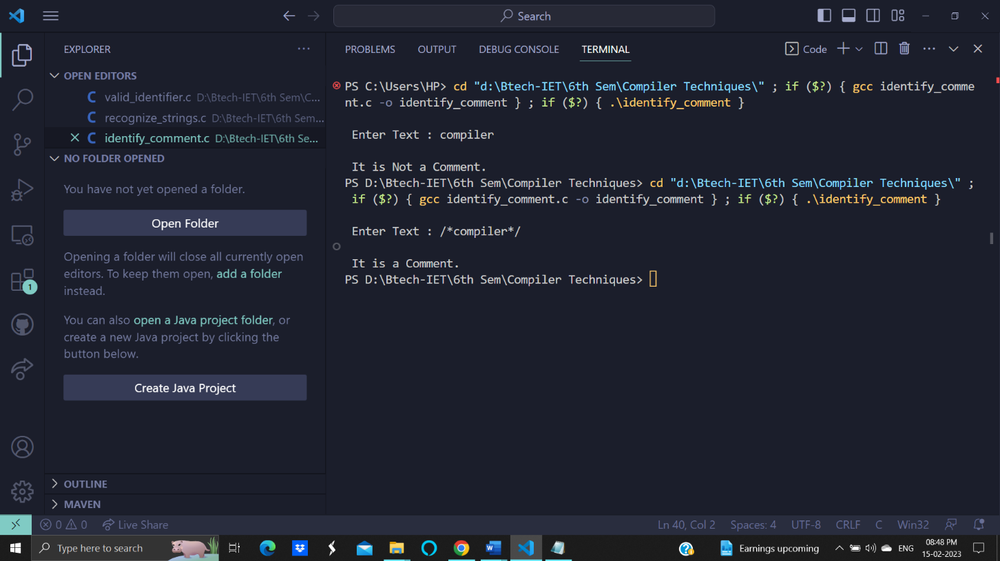 Search
EXPLORER
OPEN EDITORS
valid_identifier.c D:\Btech-IET\6th Sem\C...
recognize_strings.c D:\Btech-IET\6th Sem...
identify_comment.c D:\Btech-IET\6th Se...
NO FOLDER OPENED
You have not yet opened a folder.
Open Folder
Opening a folder will close all currently open
editors. To keep them open, add a folder
instead.
You can also open a Java project folder, or
create a new Java project by clicking the
button below.
Create Java Project
OUTLINE
MAVEN
PROBLEMS OUTPUT DEBUG CONSOLE TERMINAL Code
PS C:\Users\HP> cd "d:\Btech-IET\6th Sem\Compiler Techniques\" ; if ($?) { gcc identify_comme
nt.c -o identify_comment } ; if ($?) { .\identify_comment }
Enter Text : compiler
It is Not a Comment.
PS D:\Btech-IET\6th Sem\Compiler Techniques> cd "d:\Btech-IET\6th Sem\Compiler Techniques\" ;
if ($?) { gcc identify_comment.c -o identify_comment } ; if ($?) { .\identify_comment }
Enter Text : /*compiler*/
It is a Comment.
PS D:\Btech-IET\6th Sem\Compiler Techniques>
1
0 0 Live Share Ln 40, Col 2 Spaces: 4 UTF-8 CRLF C Win32
Type here to search Earnings upcoming ENG 08:48 PM
15-02-2023